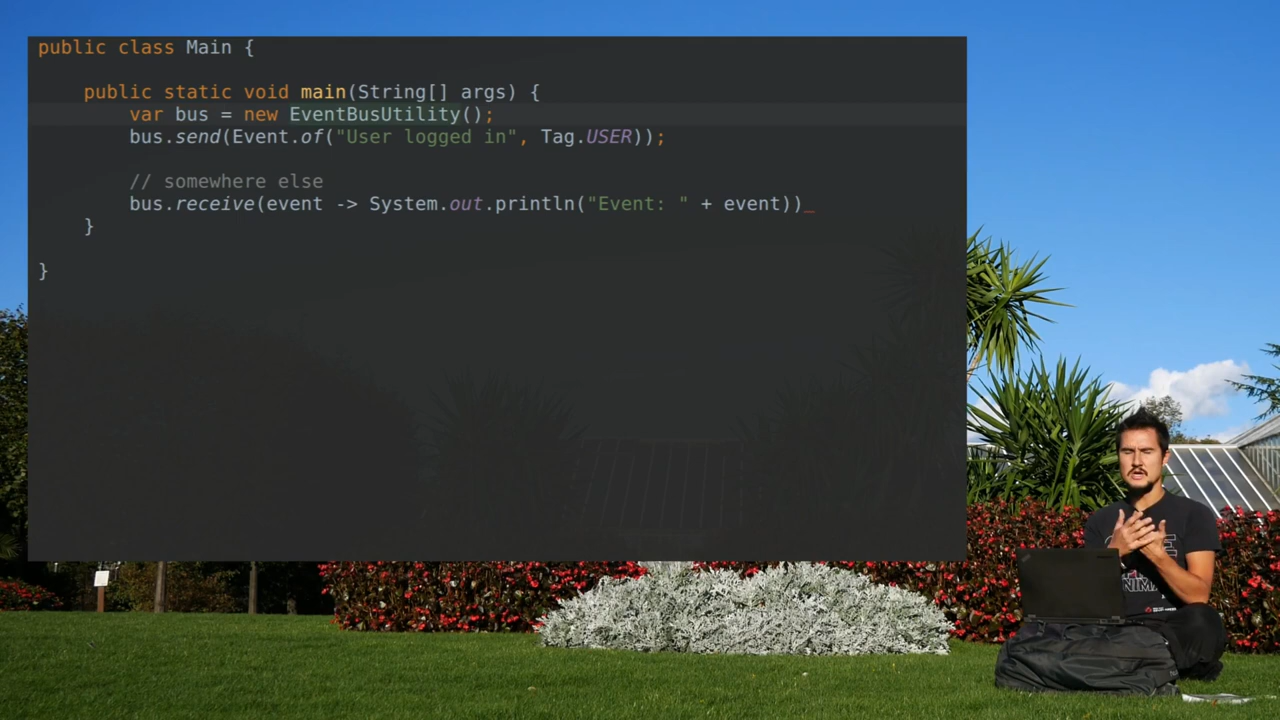 public class Main {
public static void main(String[] args) {
var bus = new EventBusUtility();
bus.send(Event.of("User logged in", Tag.USER));
// somewhere else
bus.receive(event -> System.out.println("Event: " + event))
}
}